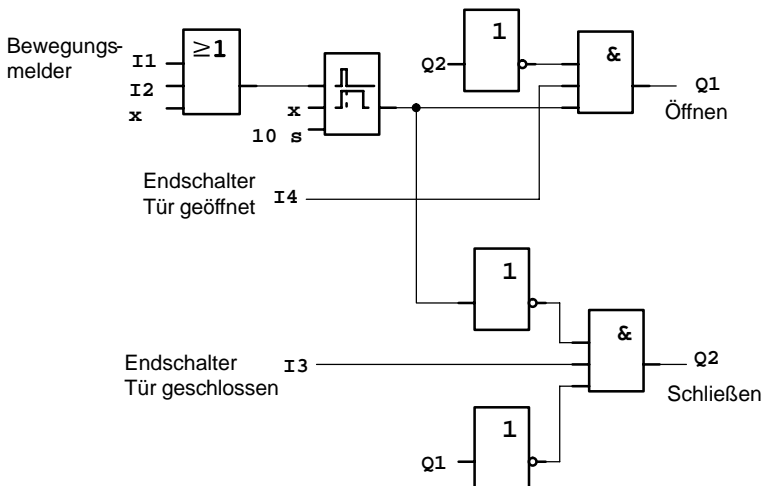 Bewegungs-
melder
I1
I2
x
≥1
x
10 s
Q2
1
&
Q1
Öffnen
Endschalter
Tür geöffnet
I4
1
Endschalter
Tür geschlossen
I3
&
Q2
Schließen
1
Q1